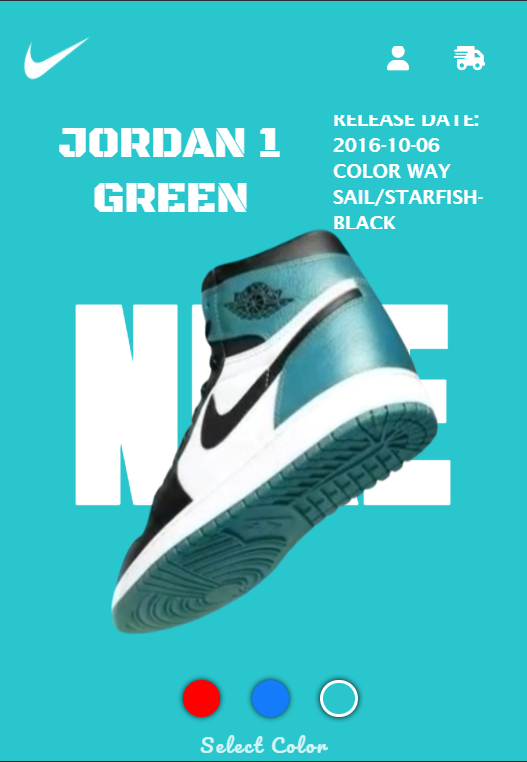 JORDAN 1
GREEN
RELEASE DATE:
2016-10-06
COLOR WAY
SAIL/STARFISH-
BLACK
Select Color